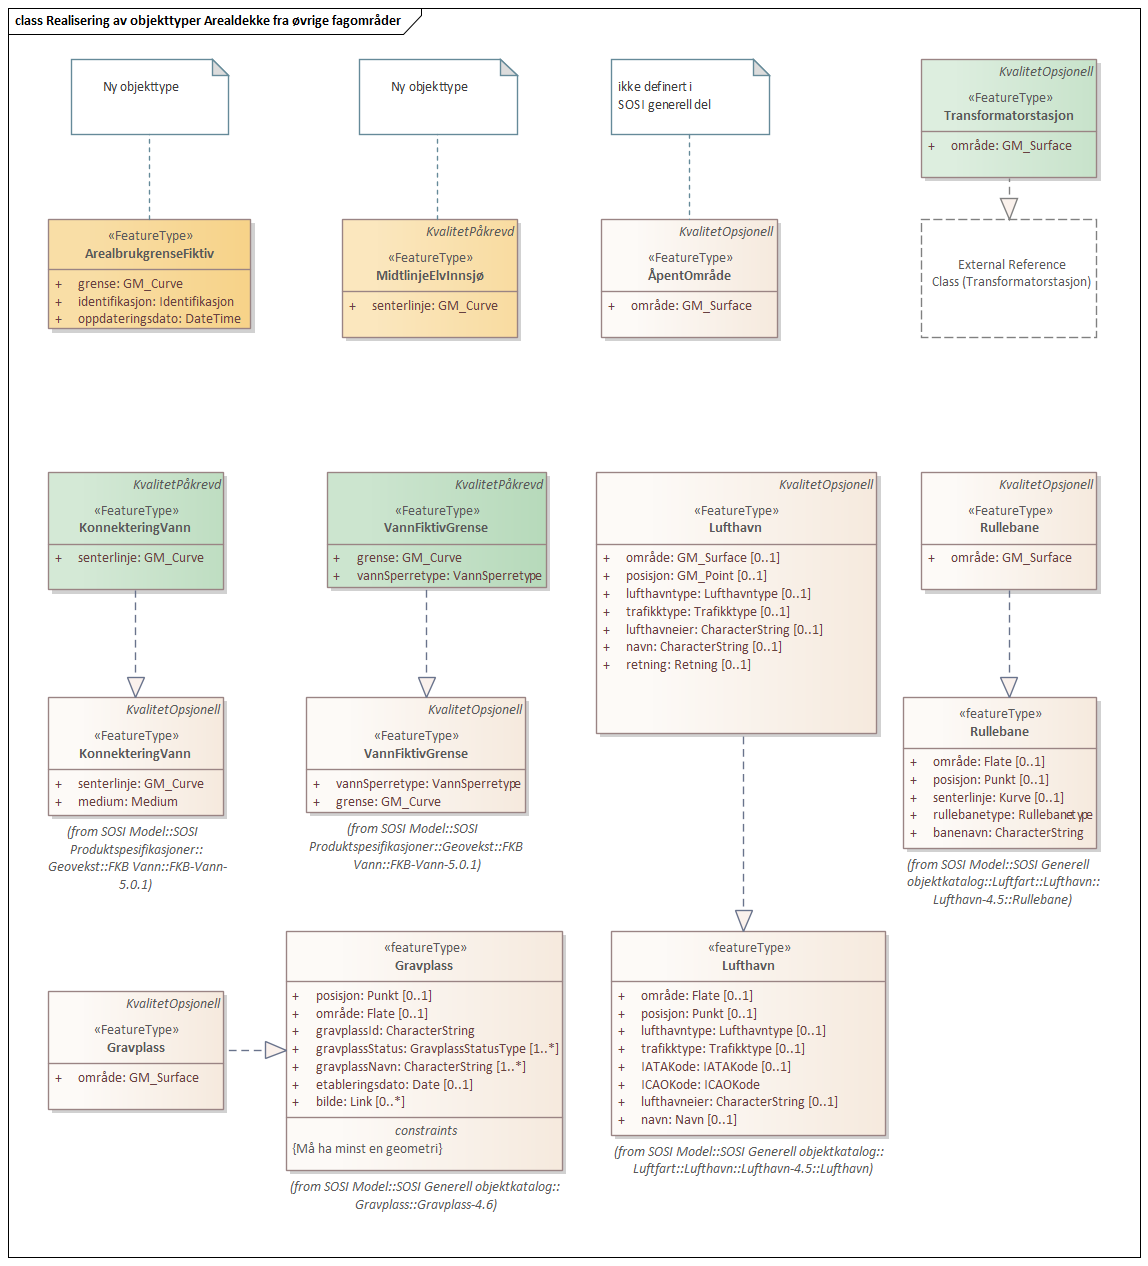 class Realisering av objekttyper Arealdekke fra øvrige fagområder
Ny objekttype
Ny objekttype
ikke definert i
SOSI generell del
KvalitetOpsjonell
«FeatureType»
Transformatorstasjon
+ område: GM_Surface
«FeatureType»
ArealbrukgrenseFiktiv
+ grense: GM_Curve
+ identifikasjon: Identifikasjon
+ oppdateringsdato: DateTime
KvalitetPåkrevd
«FeatureType»
MidtlinjeElvInnsjø
+ senterlinje: GM_Curve
KvalitetOpsjonell
«FeatureType»
ÅpentOmråde
+ område: GM_Surface
External Reference
Class (Transformatorstasjon)
KvalitetPåkrevd
«FeatureType»
KonnekteringVann
+ senterlinje: GM_Curve
KvalitetPåkrevd
«FeatureType»
VannFiktivGrense
+ grense: GM_Curve
+ vannSperretype: VannSperretype
KvalitetOpsjonell
«FeatureType»
Lufthavn
+ område: GM_Surface [0..1]
+ posisjon: GM_Point [0..1]
+ lufthavntype: Lufthavntype [0..1]
+ trafikktype: Trafikktype [0..1]
+ lufthavneier: CharacterString [0..1]
+ navn: CharacterString [0..1]
+ retning: Retning [0..1]
KvalitetOpsjonell
«FeatureType»
Rullebane
+ område: GM_Surface
KvalitetOpsjonell
«FeatureType»
KonnekteringVann
+ senterlinje: GM_Curve
+ medium: Medium
(from SOSI Model::SOSI
Produktspesifikasjoner::
Geovekst::FKB Vann::FKB-Vann-
5.0.1)
KvalitetOpsjonell
«FeatureType»
VannFiktivGrense
+ vannSperretype: VannSperretype
+ grense: GM_Curve
(from SOSI Model::SOSI
Produktspesifikasjoner::Geovekst::FKB
Vann::FKB-Vann-5.0.1)
«featureType»
Rullebane
+ område: Flate [0..1]
+ posisjon: Punkt [0..1]
+ senterlinje: Kurve [0..1]
+ rullebanetype: Rullebanetype
+ banenavn: CharacterString
(from SOSI Model::SOSI Generell
objektkatalog::Luftfart::Lufthavn::
Lufthavn-4.5::Rullebane)
KvalitetOpsjonell
«FeatureType»
Gravplass
+ område: GM_Surface
«featureType»
Gravplass
+ posisjon: Punkt [0..1]
+ område: Flate [0..1]
+ gravplassId: CharacterString
+ gravplassStatus: GravplassStatusType [1..*]
+ gravplassNavn: CharacterString [1..*]
+ etableringsdato: Date [0..1]
+ bilde: Link [0..*]
constraints
{Må ha minst en geometri}
(from SOSI Model::SOSI Generell objektkatalog::
Gravplass::Gravplass-4.6)
«featureType»
Lufthavn
+ område: Flate [0..1]
+ posisjon: Punkt [0..1]
+ lufthavntype: Lufthavntype [0..1]
+ trafikktype: Trafikktype [0..1]
+ IATAKode: IATAKode [0..1]
+ ICAOKode: ICAOKode
+ lufthavneier: CharacterString [0..1]
+ navn: Navn [0..1]
(from SOSI Model::SOSI Generell objektkatalog::
Luftfart::Lufthavn::Lufthavn-4.5::Lufthavn)